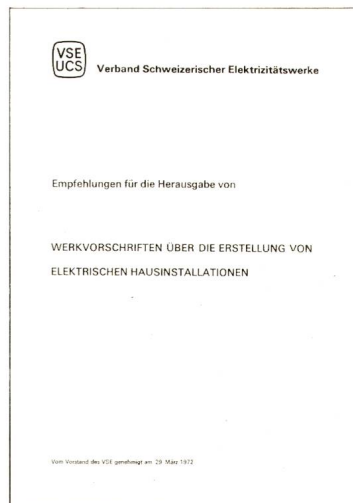 VSE
UCS
Verband Schweizerischer Elektrizitätswerke
Empfehlungen für die Herausgabe von
WERKVORSCHRIFTEN ÜBER DIE ERSTELLUNG VON
ELEKTRISCHEN HAUSINSTALLATIONEN
Vom Vorstand des VSE genehmigt am 29. März 1972